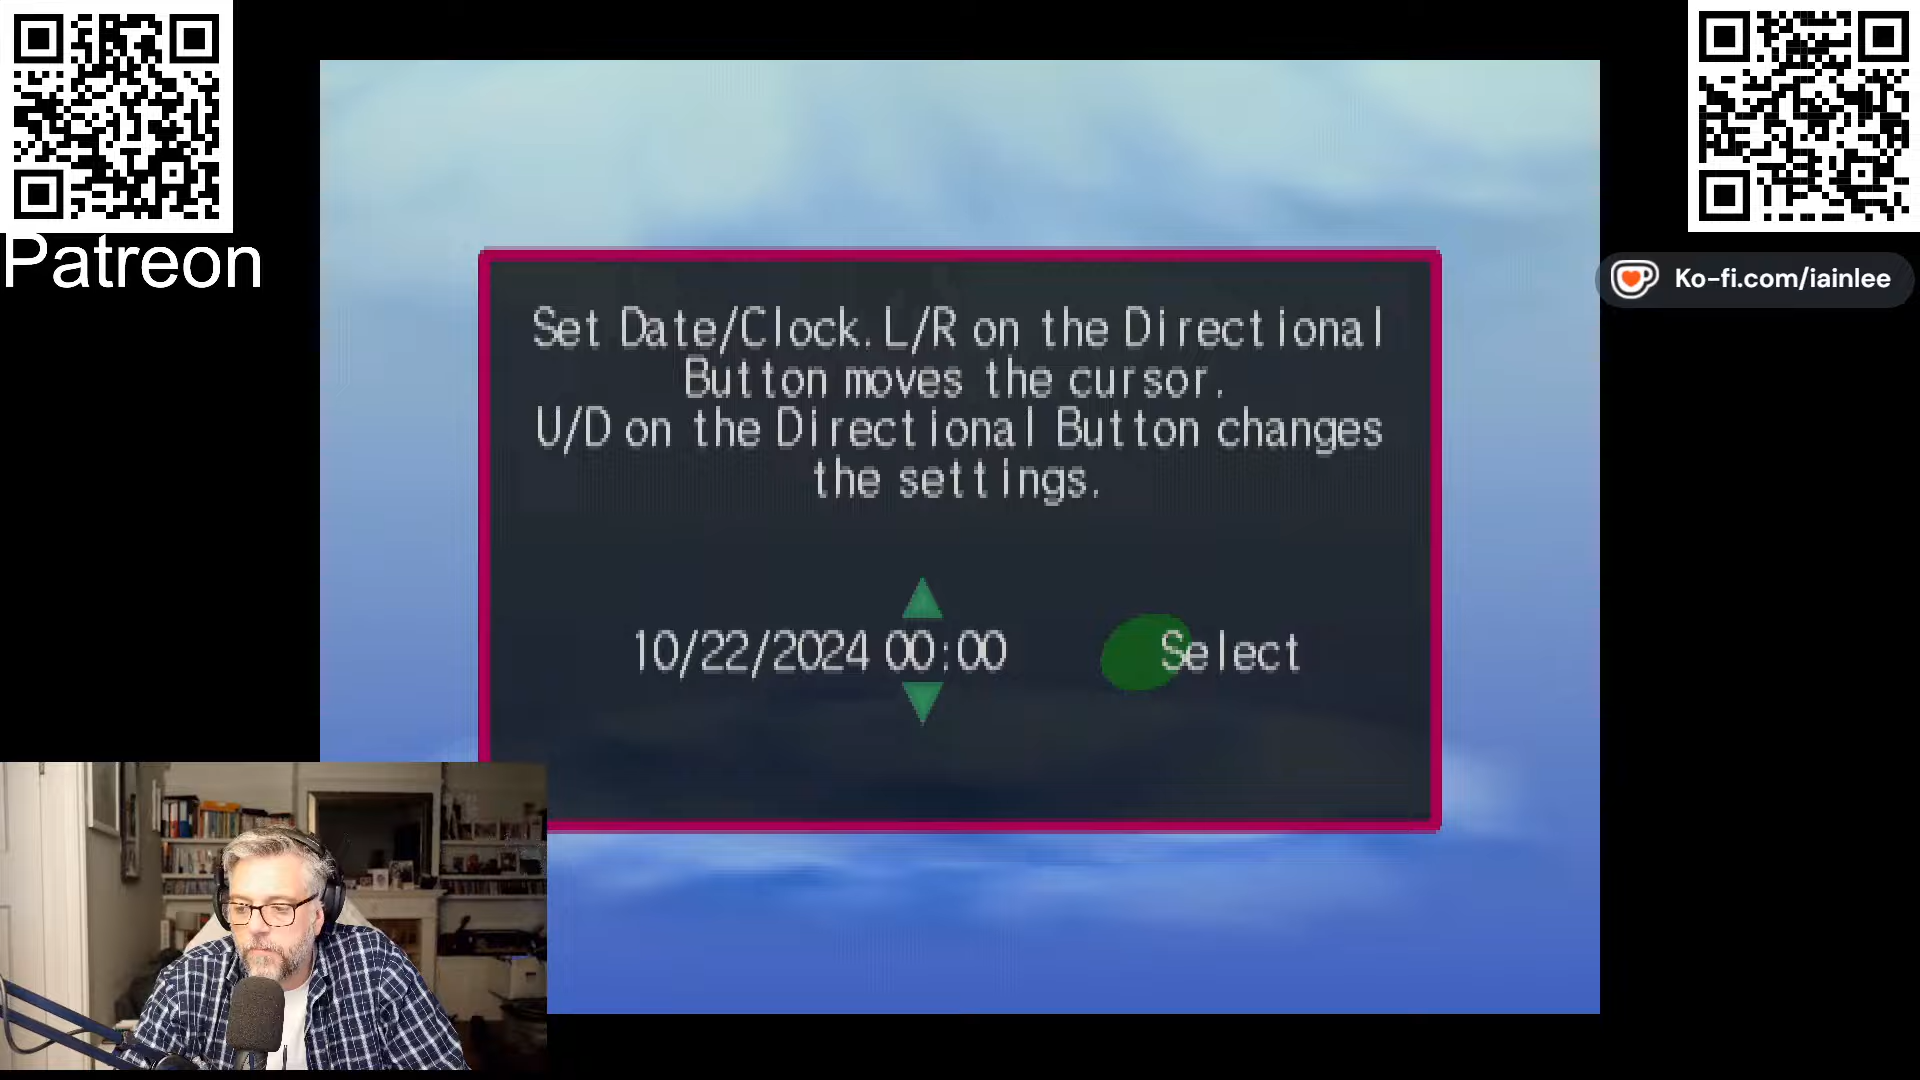 Patreon
Ko-fi.com/iainlee
Set Date/Clock. L/R on the Directional
Button moves the cursor.
U/D on the Directional Button changes
the settings.
10/22/2024 00:00 Select